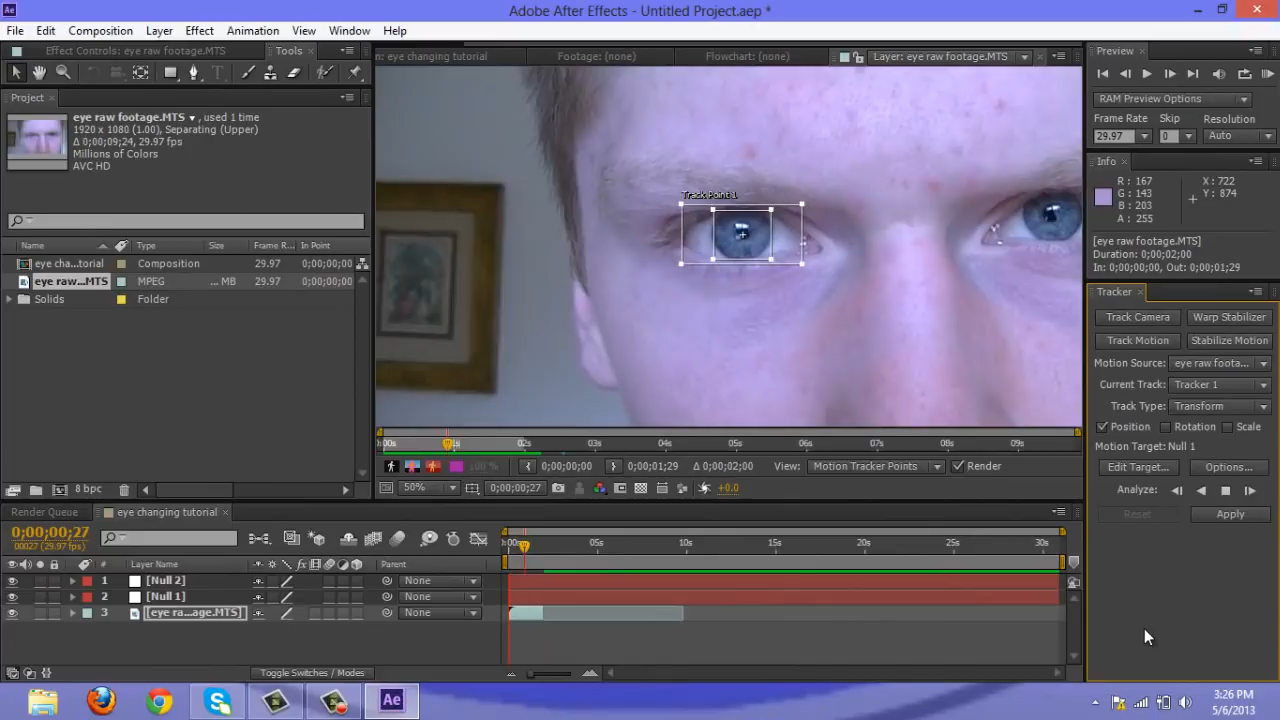 Adobe After Effects - Untitled Project.aep *
File Edit Composition Layer Effect Animation View Window Help
Effect Controls: eye raw footage.MTS Tools
n: eye changing tutorial Footage: (none) Flowchart: (none) Layer: eye raw footage.MTS
Preview
Project
eye raw footage.MTS , used 1 time
1920 x 1080 (1.00), Separating (Upper)
Δ 0;00;09;24, 29.97 fps
Millions of Colors
AVC HD
RAM Preview Options
Frame Rate Skip Resolution
29.97 0 Auto
Info
R : 167 X : 722
G : 143 Y : 874
B : 203
A : 255
[eye raw footage.MTS]
Duration: 0;00;02;00
In: 0;00;00;00, Out: 0;00;01;29
Track Point 1
Name Type Size Frame R... In Point
eye cha...torial Composition 29.97 0;00;00;00
eye raw...MTS MPEG ... MB 29.97 0;00;00;00
Solids Folder
Tracker
Track Camera Warp Stabilizer
Track Motion Stabilize Motion
Motion Source: eye raw foota...
Current Track: Tracker 1
Track Type: Transform
Position Rotation Scale
Motion Target: Null 1
Edit Target... Options...
Analyze:
Reset Apply
:00s 01s 02s 03s 04s 05s 06s 07s 08s 09s
100 % 0;00;00;00 0;00;01;29 Δ 0;00;02;00 View: Motion Tracker Points Render
8 bpc 50% 0;00;00;27 +0.0
Render Queue eye changing tutorial
0;00;00;27
00027 (29.97 fps)
:00s 05s 10s 15s 20s 25s 30s
# Layer Name Parent
1 [Null 2] None
2 [Null 1] None
3 [eye ra...age.MTS] None
Toggle Switches / Modes
3:26 PM
5/6/2013